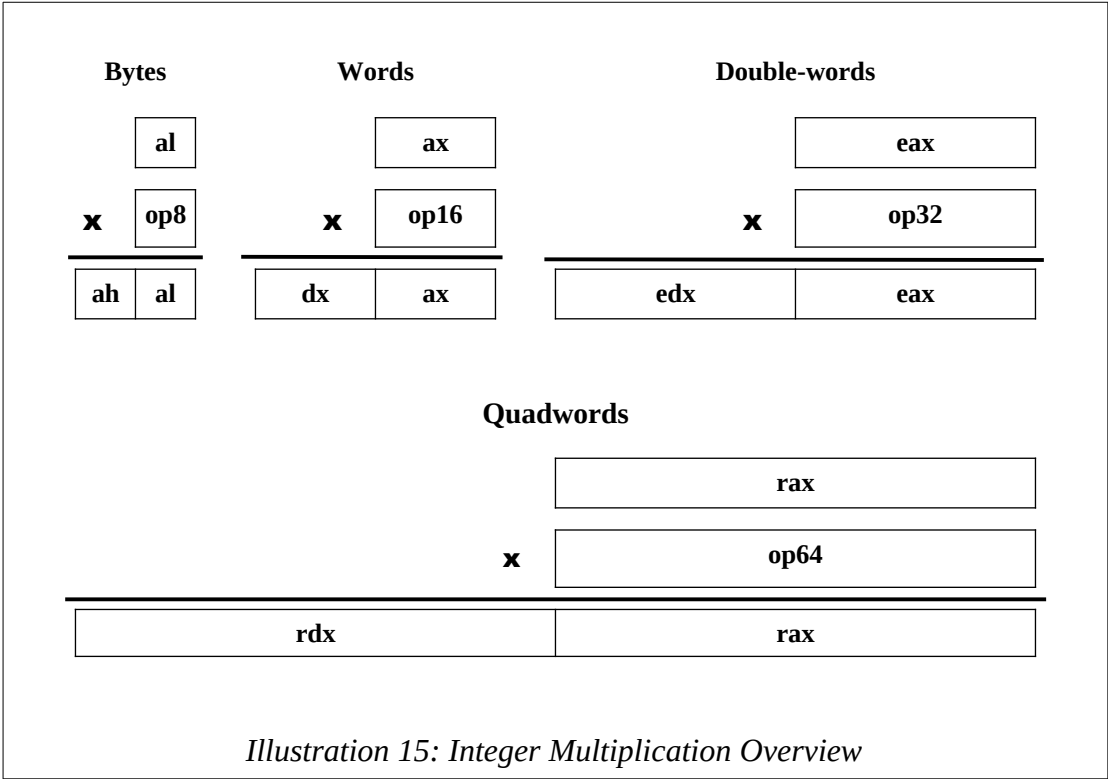 Bytes Words Double-words
al ax eax
x op8 x op16 x op32
ah al dx ax edx eax
Quadwords
rax
x op64
rdx rax
Illustration 15: Integer Multiplication Overview